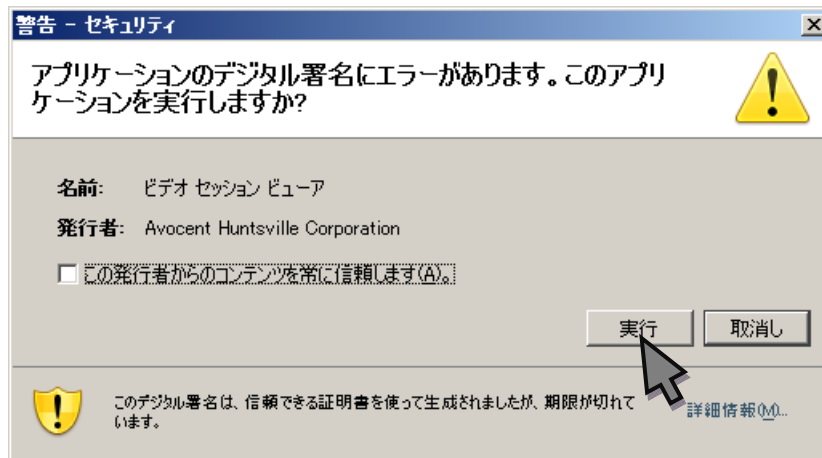 警告 - セキュリティ
アプリケーションのデジタル署名にエラーがあります。このアプリ
ケーションを実行しますか?
名前: ビデオ セッション ビューア
発行者: Avocent Huntsville Corporation
この発行者からのコンテンツを常に信頼します(A)。
実行 取消し
このデジタル署名は、信頼できる証明書を使って生成されましたが、期限が切れて
います。
詳細情報(M)...